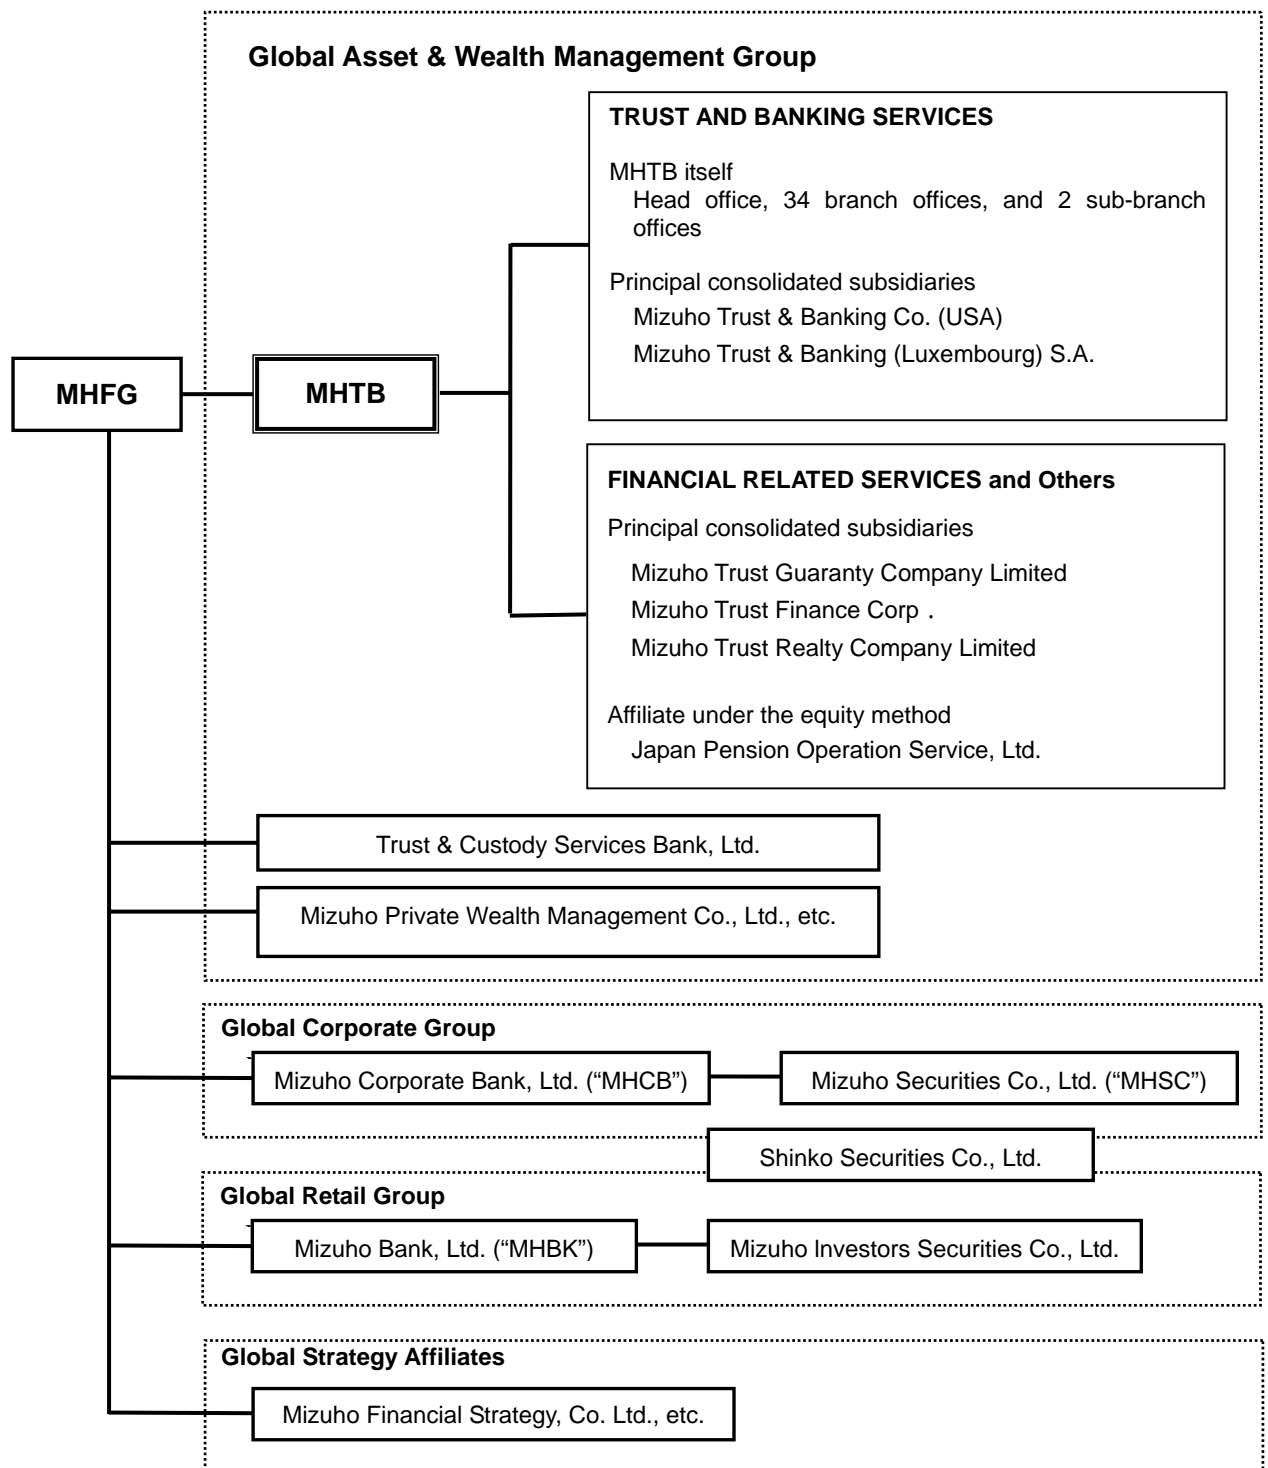 Global Asset & Wealth Management Group
TRUST AND BANKING SERVICES
MHTB itself
Head office, 34 branch offices, and 2 sub-branch
offices
Principal consolidated subsidiaries
Mizuho Trust & Banking Co. (USA)
Mizuho Trust & Banking (Luxembourg) S.A.
MHFG
MHTB
FINANCIAL RELATED SERVICES and Others
Principal consolidated subsidiaries
Mizuho Trust Guaranty Company Limited
Mizuho Trust Finance Corp .
Mizuho Trust Realty Company Limited
Affiliate under the equity method
Japan Pension Operation Service, Ltd.
Trust & Custody Services Bank, Ltd.
Mizuho Private Wealth Management Co., Ltd., etc.
Global Corporate Group
Mizuho Corporate Bank, Ltd. (“MHCB”)
Mizuho Securities Co., Ltd. (“MHSC”)
Shinko Securities Co., Ltd.
Global Retail Group
Mizuho Bank, Ltd. (“MHBK”)
Mizuho Investors Securities Co., Ltd.
Global Strategy Affiliates
Mizuho Financial Strategy, Co. Ltd., etc.